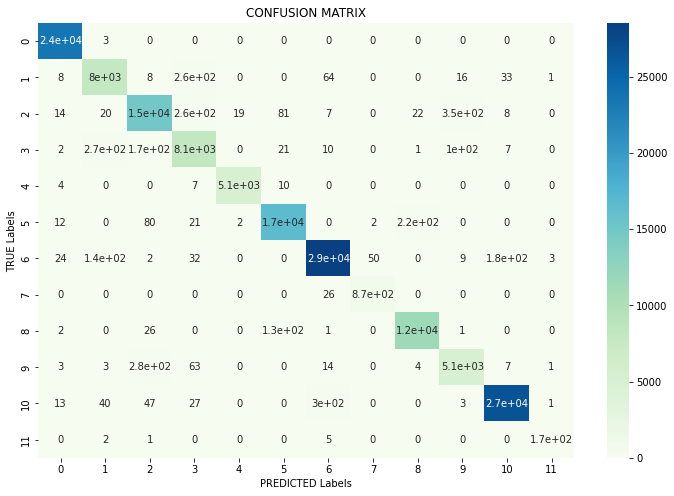 CONFUSION MATRIX
0 2.4e+04 3 0 0 0 0 0 0 0 0 0 0
1 8 8e+03 8 2.6e+02 0 0 64 0 0 16 33 1
2 14 20 1.5e+04 2.6e+02 19 81 7 0 22 3.5e+02 8 0
3 2 2.7e+02 1.7e+02 8.1e+03 0 21 10 0 1 1e+02 7 0
4 4 0 0 7 5.1e+03 10 0 0 0 0 0 0
5 12 0 80 21 2 1.7e+04 0 2 2.2e+02 0 0 0
6 24 1.4e+02 2 32 0 0 2.9e+04 50 0 9 1.8e+02 3
7 0 0 0 0 0 0 26 8.7e+02 0 0 0 0
8 2 0 26 0 0 1.3e+02 1 0 1.2e+04 1 0 0
9 3 3 2.8e+02 63 0 0 14 0 4 5.1e+03 7 1
10 13 40 47 27 0 0 3e+02 0 0 3 2.7e+04 1
11 0 2 1 0 0 0 5 0 0 0 0 1.7e+02
0 1 2 3 4 5 6 7 8 9 10 11
PREDICTED Labels
TRUE Labels
25000
20000
15000
10000
5000
0